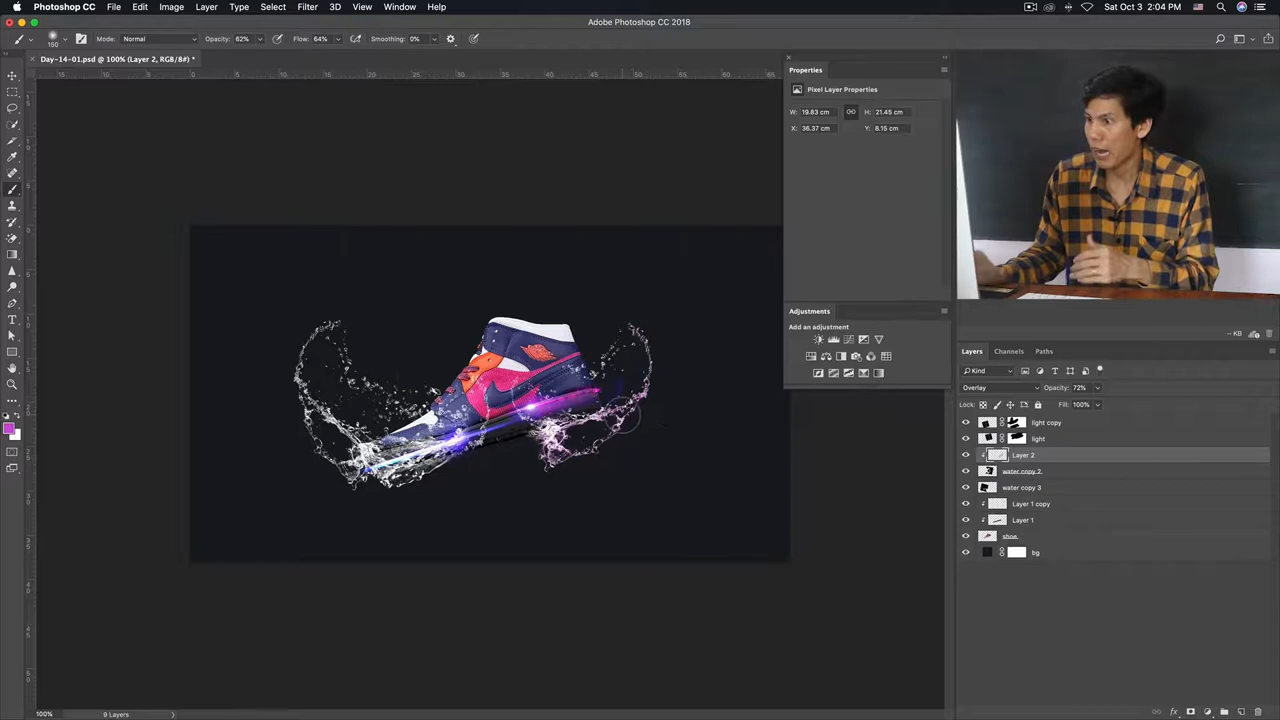 Photoshop CC File Edit Image Layer Type Select Filter 3D View Window Help Sat Oct 3 2:04 PM
Adobe Photoshop CC 2018
150 Mode: Normal Opacity: 62% Flow: 64% Smoothing: 0%
Day-14-01.psd @ 100% (Layer 2, RGB/8#) *
Properties
Pixel Layer Properties
W: 19.83 cm H: 21.45 cm
X: 36.37 cm Y: 8.15 cm
Adjustments
Add an adjustment
-- KB
Layers Channels Paths
Kind
Overlay Opacity: 72%
Lock: Fill: 100%
light copy
light
Layer 2
water copy 2
water copy 3
Layer 1 copy
Layer 1
shoe
bg
100% 9 Layers